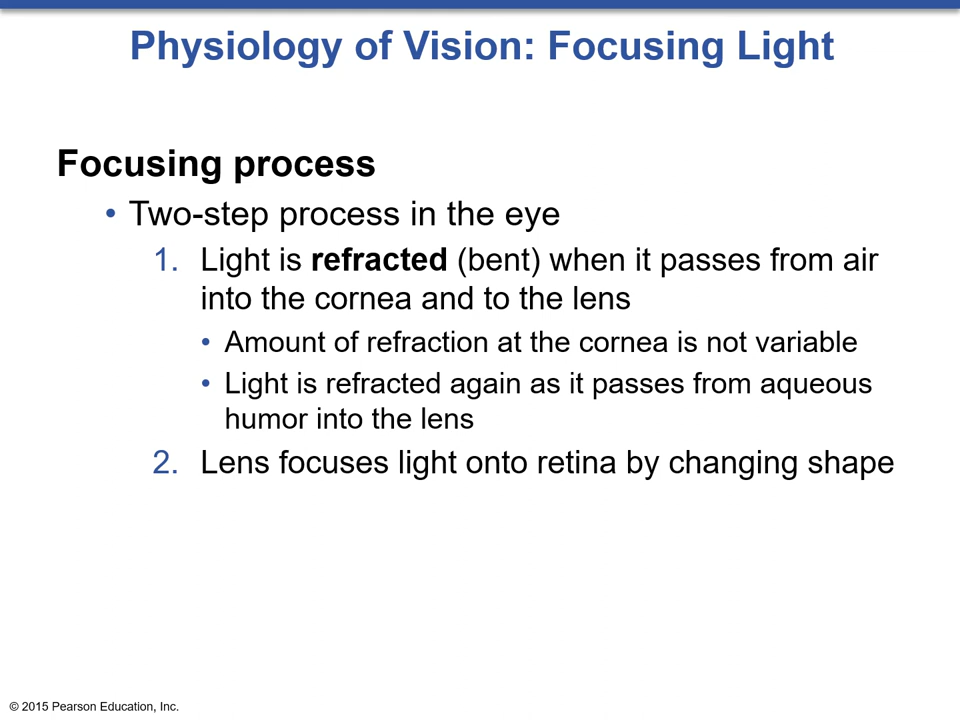 Physiology of Vision: Focusing Light
Focusing process
• Two-step process in the eye
1. Light is refracted (bent) when it passes from air
into the cornea and to the lens
• Amount of refraction at the cornea is not variable
• Light is refracted again as it passes from aqueous
humor into the lens
2. Lens focuses light onto retina by changing shape
© 2015 Pearson Education, Inc.